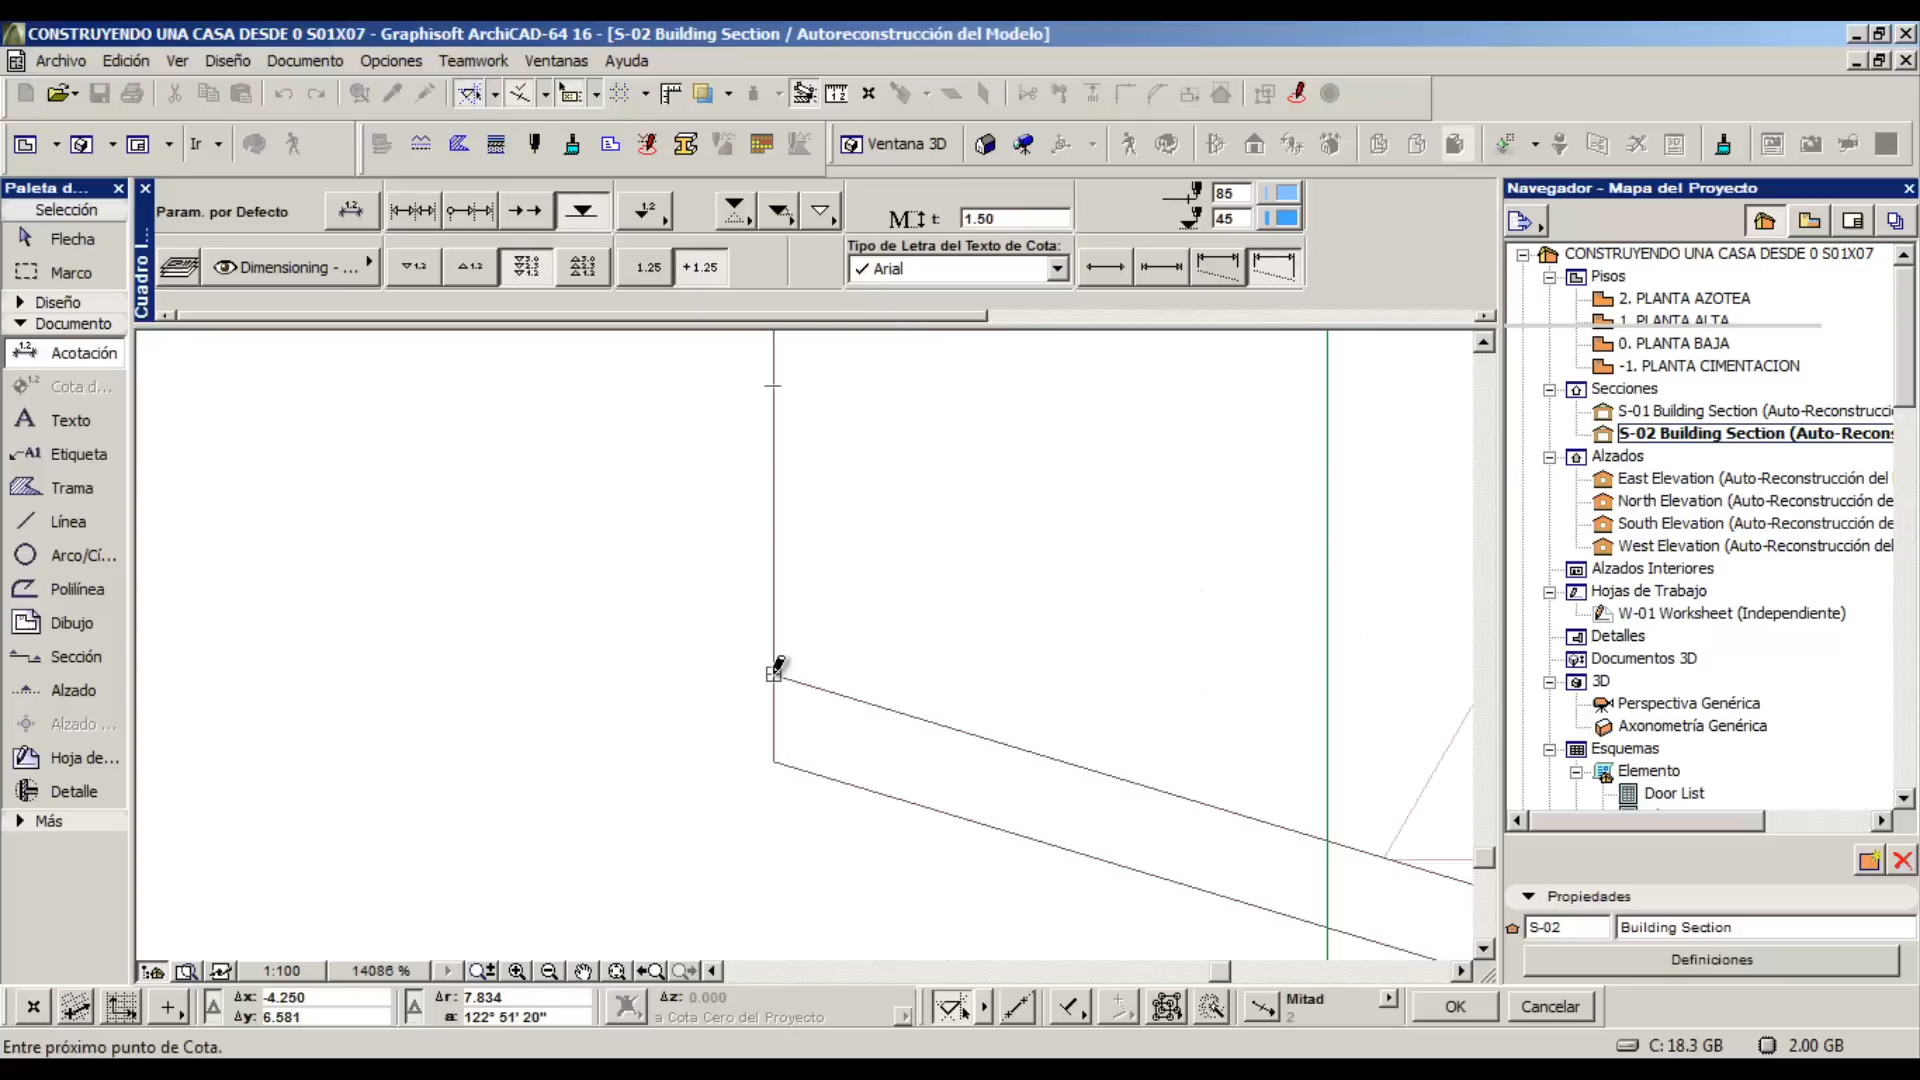 CONSTRUYENDO UNA CASA DESDE 0 S01X07 - Graphisoft ArchiCAD-64 16 - [S-02 Building Section / Autoreconstrucción del Modelo]
Archivo Edición Ver Diseño Documento Opciones Teamwork Ventanas Ayuda
Ir Ventana 3D
Paleta d...
Selección
Flecha
Marco
Diseño
Documento
Acotación
Cota d...
Texto
Etiqueta
Trama
Línea
Arco/Cí...
Polilínea
Dibujo
Sección
Alzado
Alzado ...
Hoja de...
Detalle
Más
Cuadro I...
Param. por Defecto
1.50
85
45
Tipo de Letra del Texto de Cota:
Dimensioning - ...
1.25 +1.25
Arial
Navegador - Mapa del Proyecto
CONSTRUYENDO UNA CASA DESDE 0 S01X07
Pisos
2. PLANTA AZOTEA
1. PLANTA ALTA
0. PLANTA BAJA
-1. PLANTA CIMENTACION
Secciones
S-01 Building Section (Auto-Reconstrucci
S-02 Building Section (Auto-Recons
Alzados
East Elevation (Auto-Reconstrucción del
North Elevation (Auto-Reconstrucción de
South Elevation (Auto-Reconstrucción de
West Elevation (Auto-Reconstrucción del
Alzados Interiores
Hojas de Trabajo
W-01 Worksheet (Independiente)
Detalles
Documentos 3D
3D
Perspectiva Genérica
Axonometría Genérica
Esquemas
Elemento
Door List
Propiedades
S-02 Building Section
Definiciones
1:100 14086 %
Δx: -4.250
Δy: 6.581
Δr: 7.834
a: 122° 51' 20"
Δz: 0.000
a Cota Cero del Proyecto
Mitad
2
OK Cancelar
Entre próximo punto de Cota.
C: 18.3 GB 2.00 GB